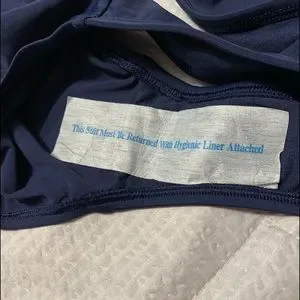 This Suit Must Be Returned With Hygienic Liner Attached